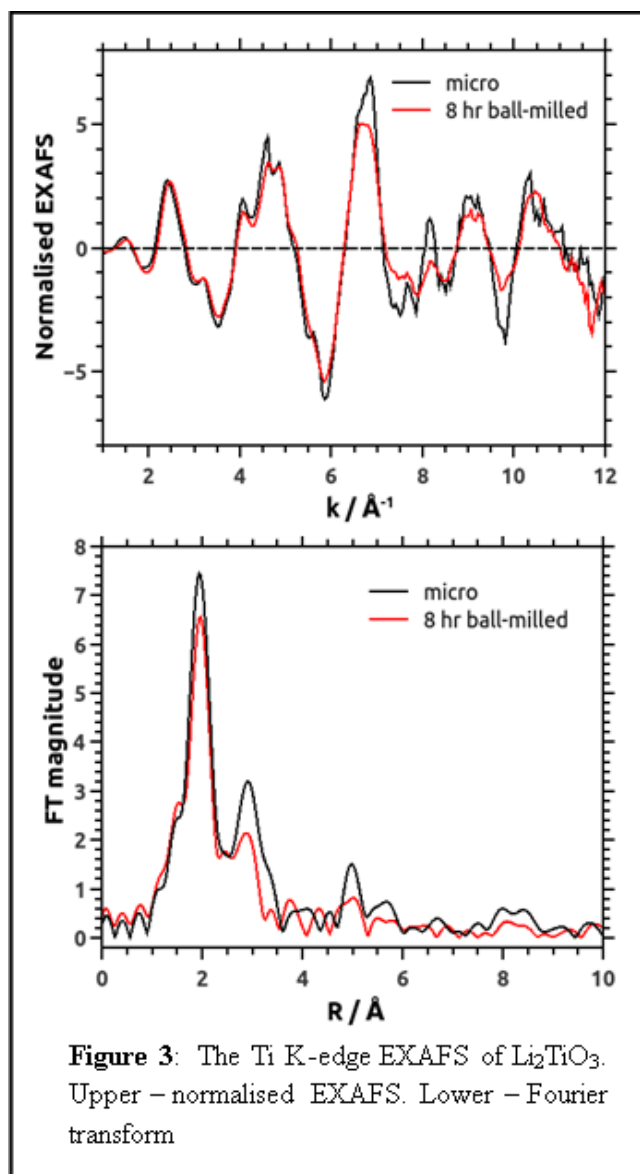 micro
8 hr ball-milled
5
0
−5
Normalised EXAFS
2 4 6 8 10 12
k / Å⁻¹
8
7
6
5
4
3
2
1
0
FT magnitude
micro
8 hr ball-milled
0 2 4 6 8 10
R / Å
Figure 3: The Ti K-edge EXAFS of Li₂TiO₃.
Upper – normalised EXAFS. Lower – Fourier
transform